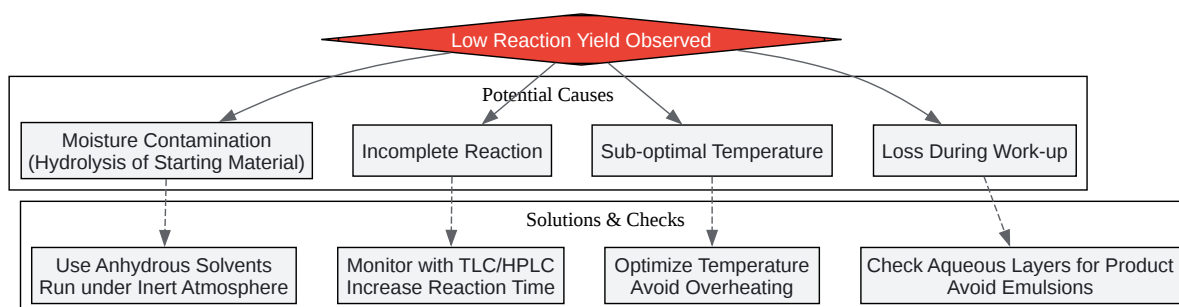 Low Reaction Yield Observed
Potential Causes
Moisture Contamination
(Hydrolysis of Starting Material)
Incomplete Reaction
Sub-optimal Temperature
Loss During Work-up
Solutions & Checks
Use Anhydrous Solvents
Run under Inert Atmosphere
Monitor with TLC/HPLC
Increase Reaction Time
Optimize Temperature
Avoid Overheating
Check Aqueous Layers for Product
Avoid Emulsions